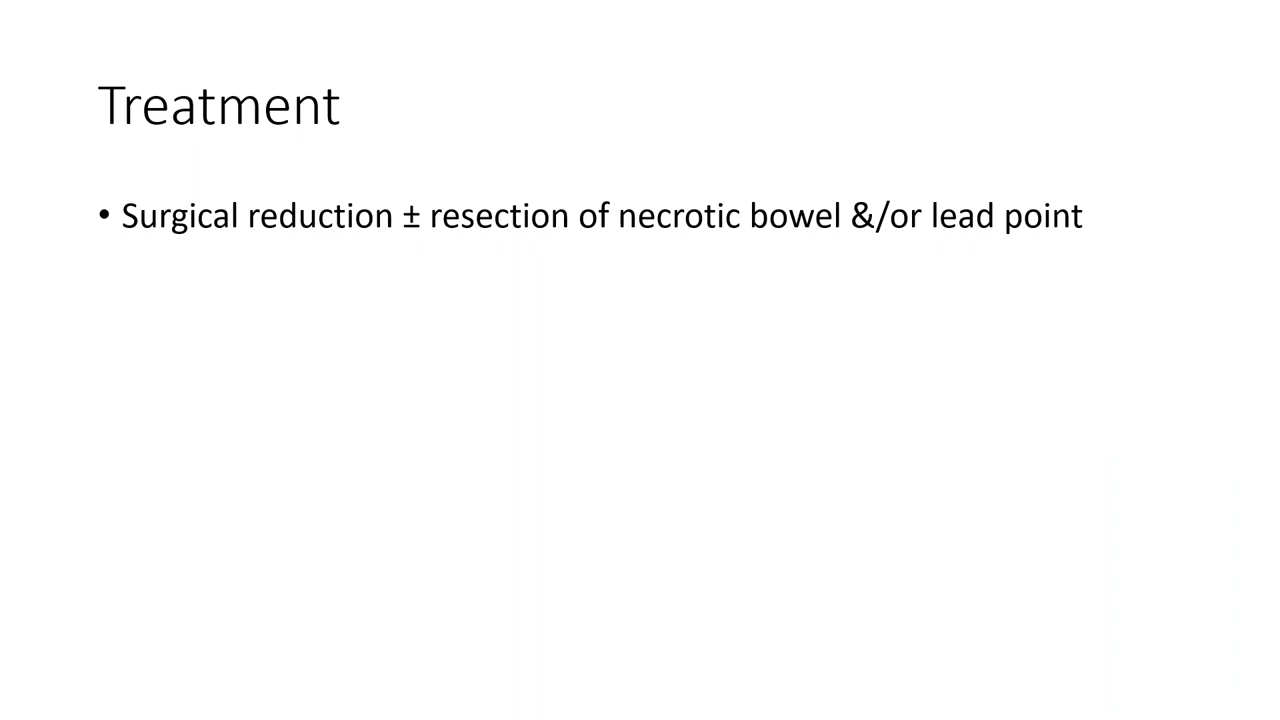 Treatment
• Surgical reduction ± resection of necrotic bowel &/or lead point